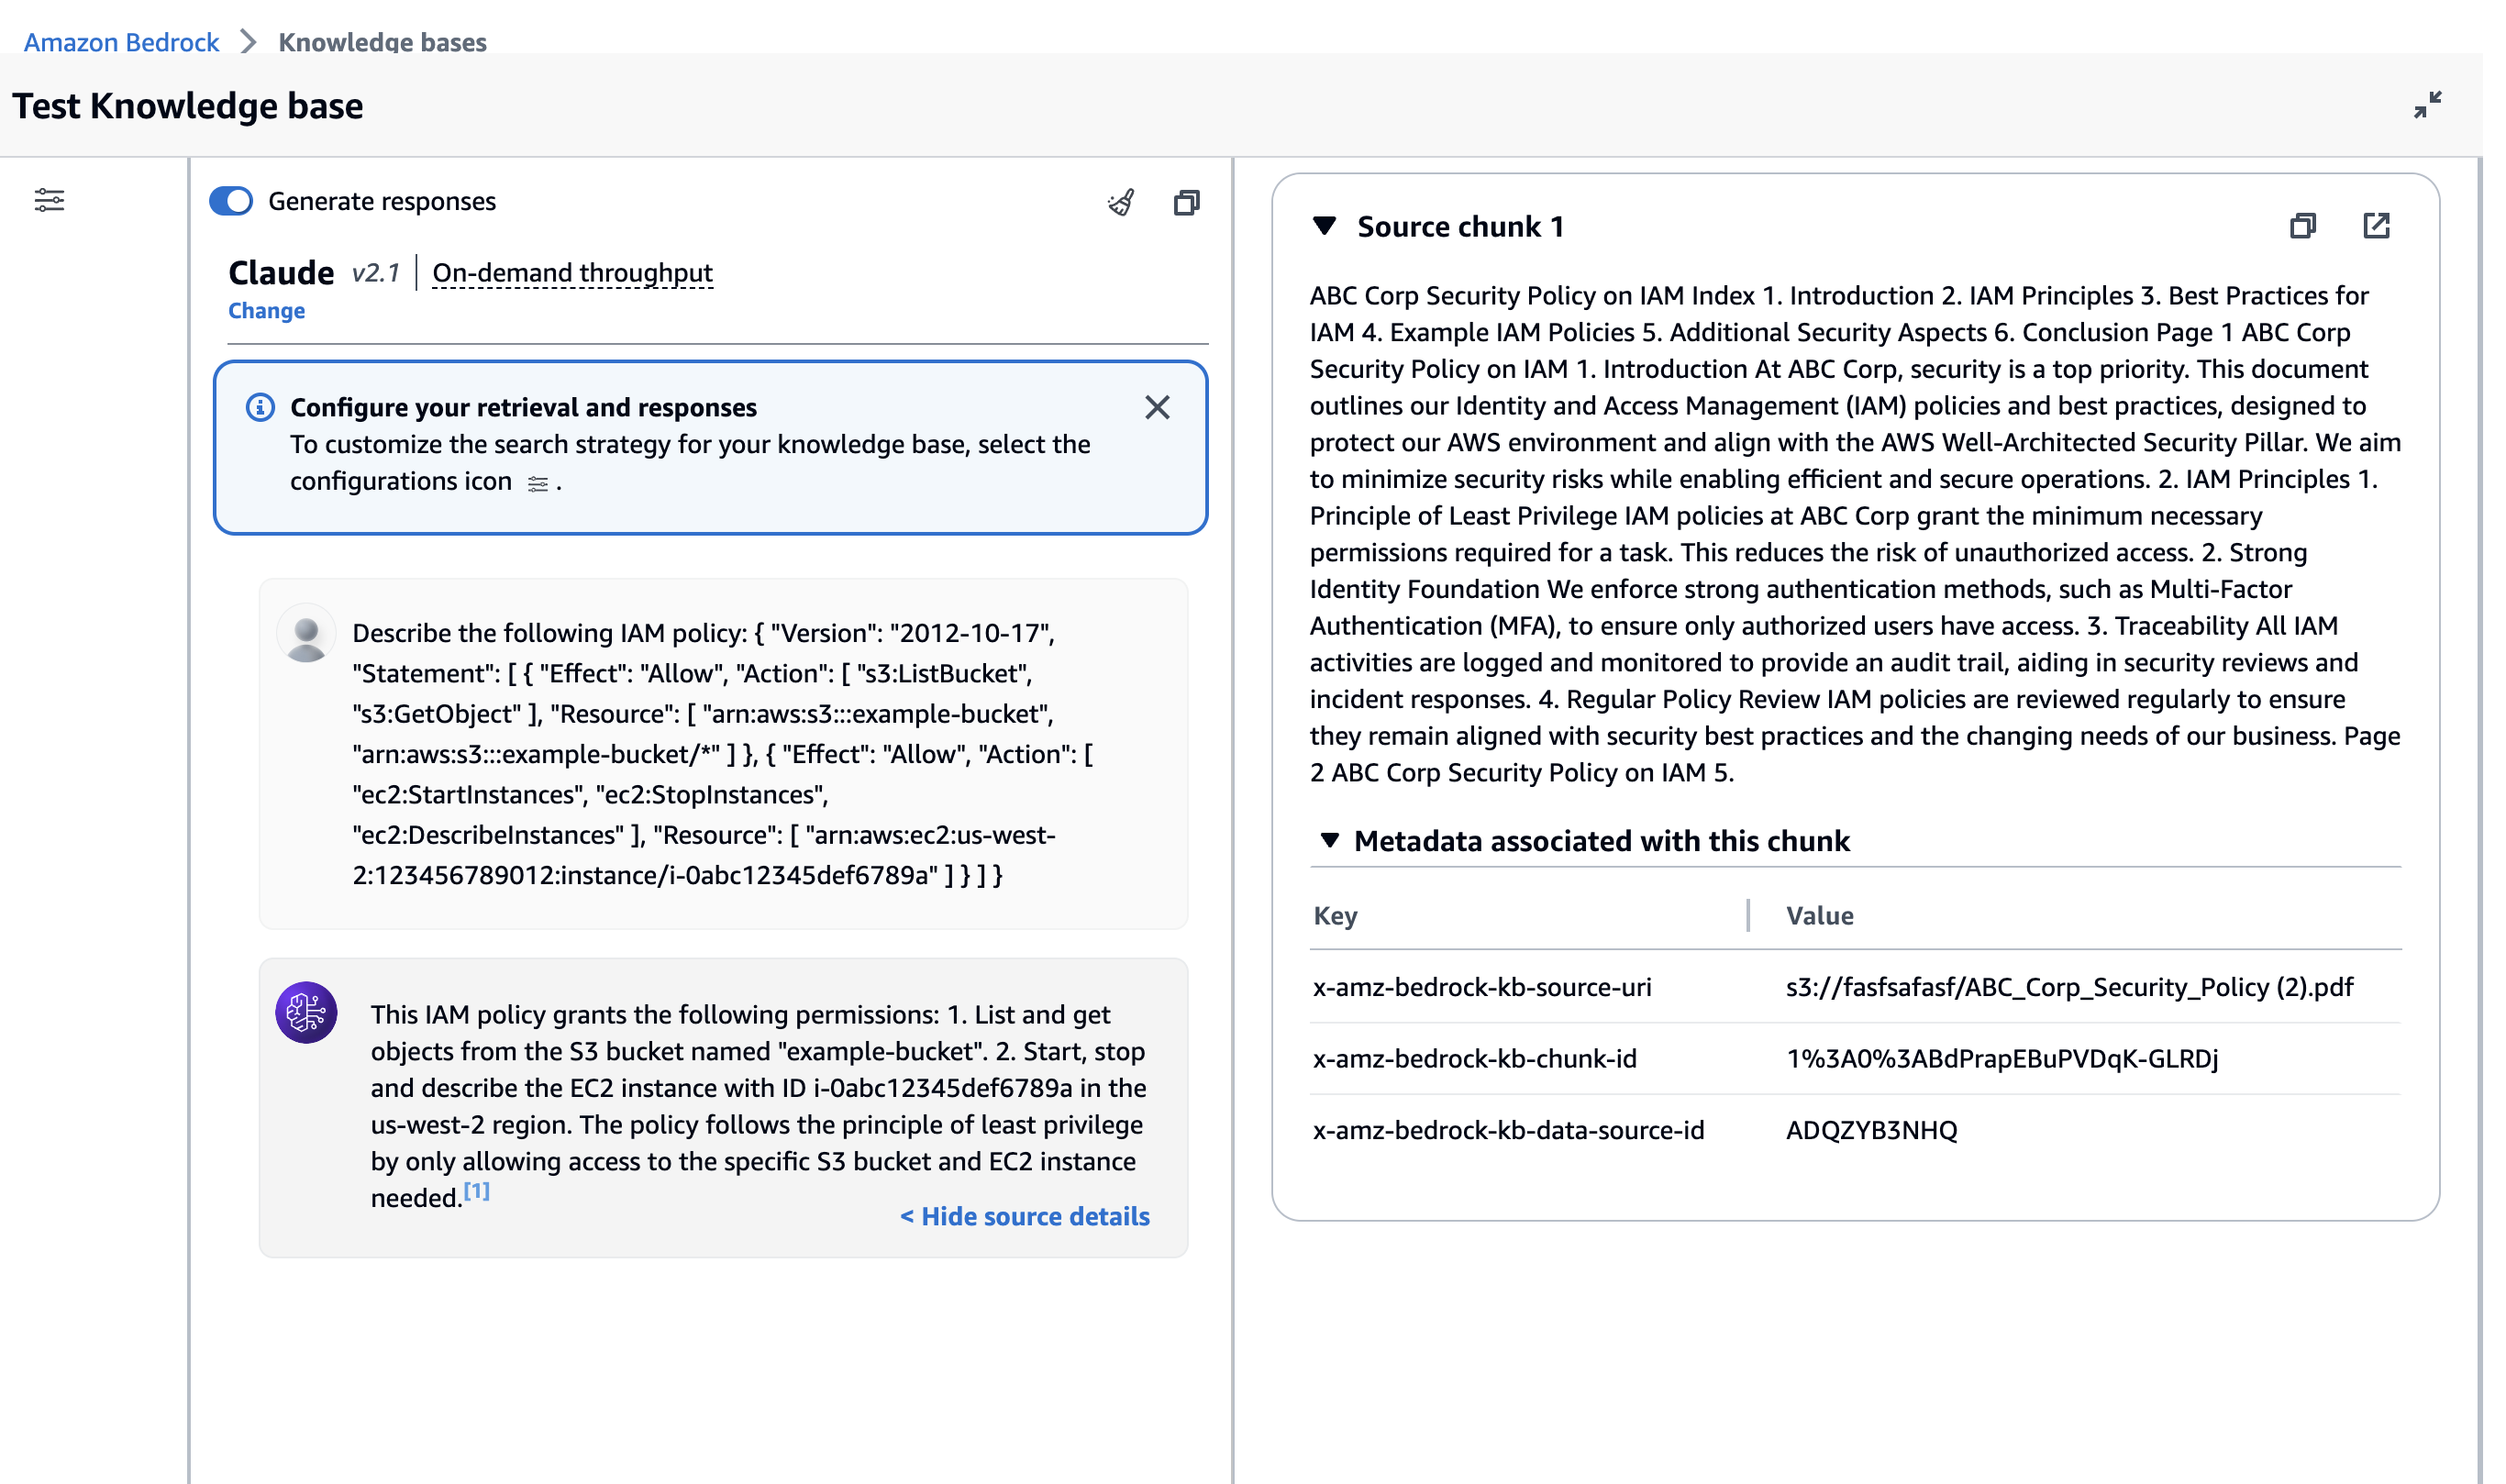 Amazon Bedrock
Knowledge bases
Test Knowledge base
Generate responses
Claude v2.1 On-demand throughput
Change
Configure your retrieval and responses
To customize the search strategy for your knowledge base, select the
configurations icon .
Describe the following IAM policy: { "Version": "2012-10-17",
"Statement": [ { "Effect": "Allow", "Action": [ "s3:ListBucket",
"s3:GetObject" ], "Resource": [ "arn:aws:s3:::example-bucket",
"arn:aws:s3:::example-bucket/*" ] }, { "Effect": "Allow", "Action": [
"ec2:StartInstances", "ec2:StopInstances",
"ec2:DescribeInstances" ], "Resource": [ "arn:aws:ec2:us-west-
2:123456789012:instance/i-0abc12345def6789a" ] } ] }
This IAM policy grants the following permissions: 1. List and get
objects from the S3 bucket named "example-bucket". 2. Start, stop
and describe the EC2 instance with ID i-0abc12345def6789a in the
us-west-2 region. The policy follows the principle of least privilege
by only allowing access to the specific S3 bucket and EC2 instance
needed.[1]
< Hide source details
Source chunk 1
ABC Corp Security Policy on IAM Index 1. Introduction 2. IAM Principles 3. Best Practices for
IAM 4. Example IAM Policies 5. Additional Security Aspects 6. Conclusion Page 1 ABC Corp
Security Policy on IAM 1. Introduction At ABC Corp, security is a top priority. This document
outlines our Identity and Access Management (IAM) policies and best practices, designed to
protect our AWS environment and align with the AWS Well-Architected Security Pillar. We aim
to minimize security risks while enabling efficient and secure operations. 2. IAM Principles 1.
Principle of Least Privilege IAM policies at ABC Corp grant the minimum necessary
permissions required for a task. This reduces the risk of unauthorized access. 2. Strong
Identity Foundation We enforce strong authentication methods, such as Multi-Factor
Authentication (MFA), to ensure only authorized users have access. 3. Traceability All IAM
activities are logged and monitored to provide an audit trail, aiding in security reviews and
incident responses. 4. Regular Policy Review IAM policies are reviewed regularly to ensure
they remain aligned with security best practices and the changing needs of our business. Page
2 ABC Corp Security Policy on IAM 5.
Metadata associated with this chunk
Key Value
x-amz-bedrock-kb-source-uri s3://fasfsafasf/ABC_Corp_Security_Policy (2).pdf
x-amz-bedrock-kb-chunk-id 1%3A0%3ABdPrapEBuPVDqK-GLRDj
x-amz-bedrock-kb-data-source-id ADQZYB3NHQ